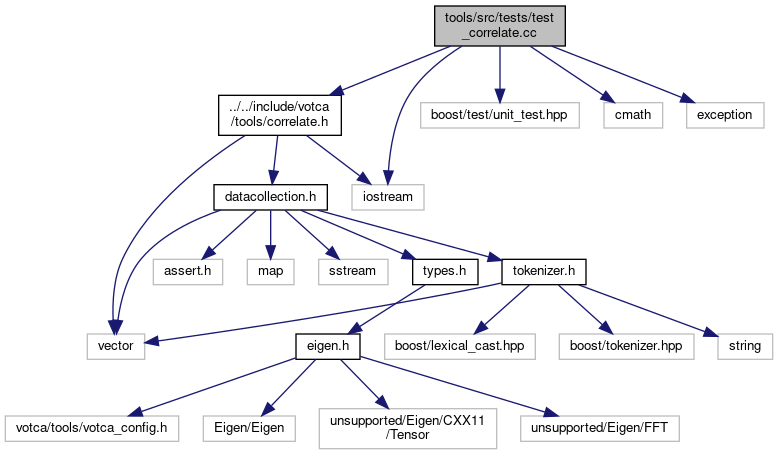 tools/src/tests/test
_correlate.cc
../../include/votca
/tools/correlate.h
boost/test/unit_test.hpp
cmath
exception
datacollection.h
iostream
assert.h
map
sstream
types.h
tokenizer.h
vector
eigen.h
boost/lexical_cast.hpp
boost/tokenizer.hpp
string
votca/tools/votca_config.h
Eigen/Eigen
unsupported/Eigen/CXX11
/Tensor
unsupported/Eigen/FFT